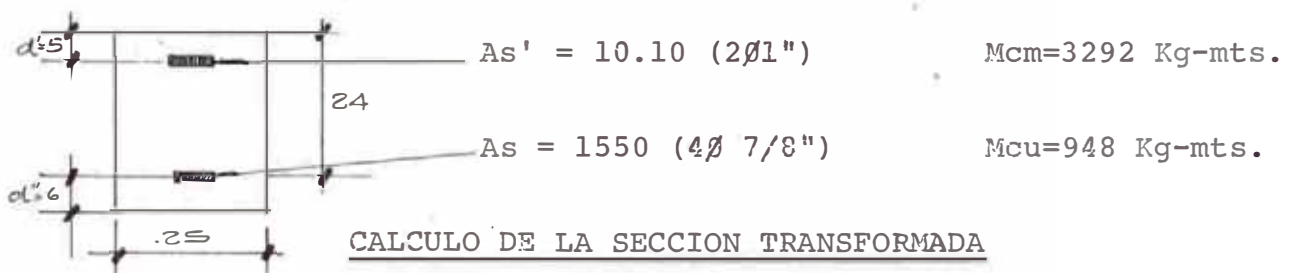 d'=5
As' = 10.10 (2Ø1") Mcm=3292 Kg-mts.
24
As = 1550 (4Ø 7/8") Mcu=948 Kg-mts.
d"=6
.25
CALCULO DE LA SECCION TRANSFORMADA